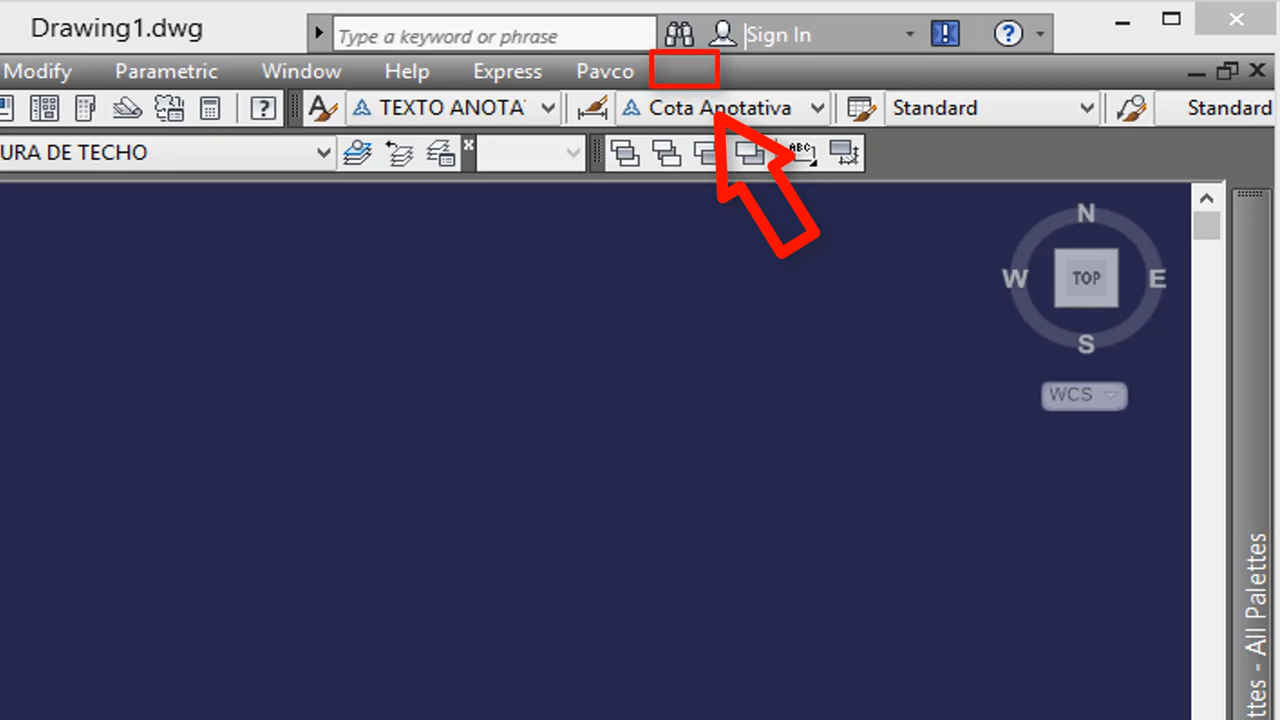 Drawing1.dwg
Type a keyword or phrase
Sign In
Modify Parametric Window Help Express Pavco
TEXTO ANOTA
Cota Anotativa
Standard
Standard
URA DE TECHO
ABC
N
W
TOP
E
S
WCS
ttes - All Palettes